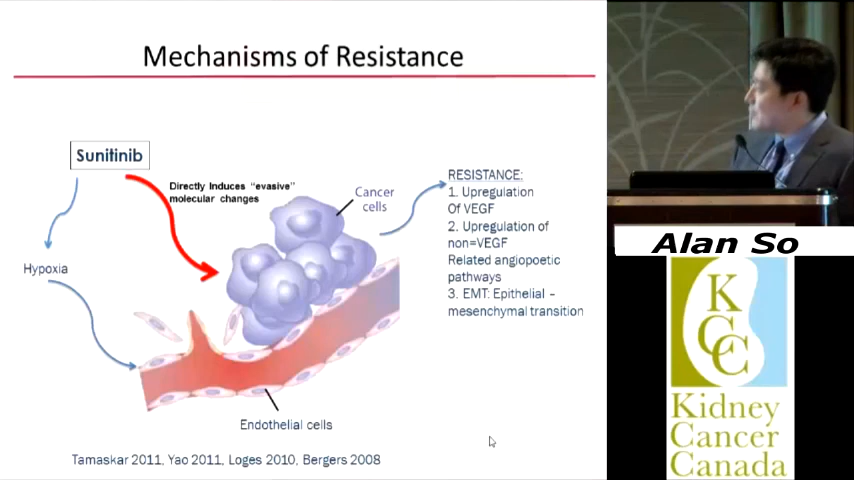 Mechanisms of Resistance
Sunitinib
Directly Induces “evasive”
molecular changes
Cancer
cells
Hypoxia
Endothelial cells
RESISTANCE:
1. Upregulation
Of VEGF
2. Upregulation of
non=VEGF
Related angiopoetic
pathways
3. EMT: Epithelial –
mesenchymal transition
Tamaskar 2011, Yao 2011, Loges 2010, Bergers 2008
Alan So
KCC
Kidney
Cancer
Canada